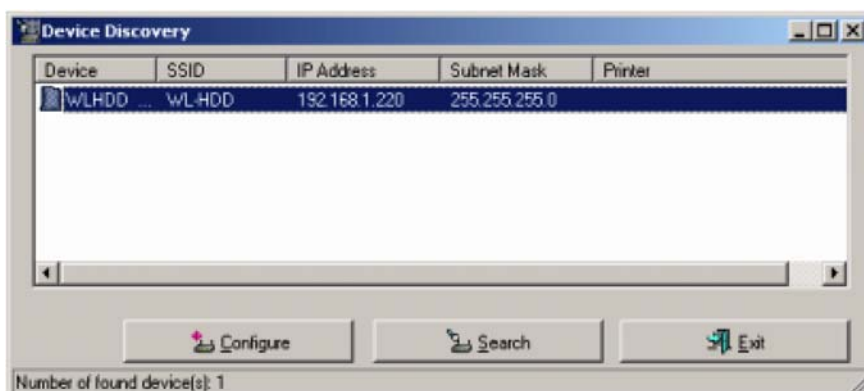 Device Discovery
Device SSID IP Address Subnet Mask Printer
WLHDD ... WL-HDD 192.168.1.220 255.255.255.0
Configure Search Exit
Number of found device(s): 1